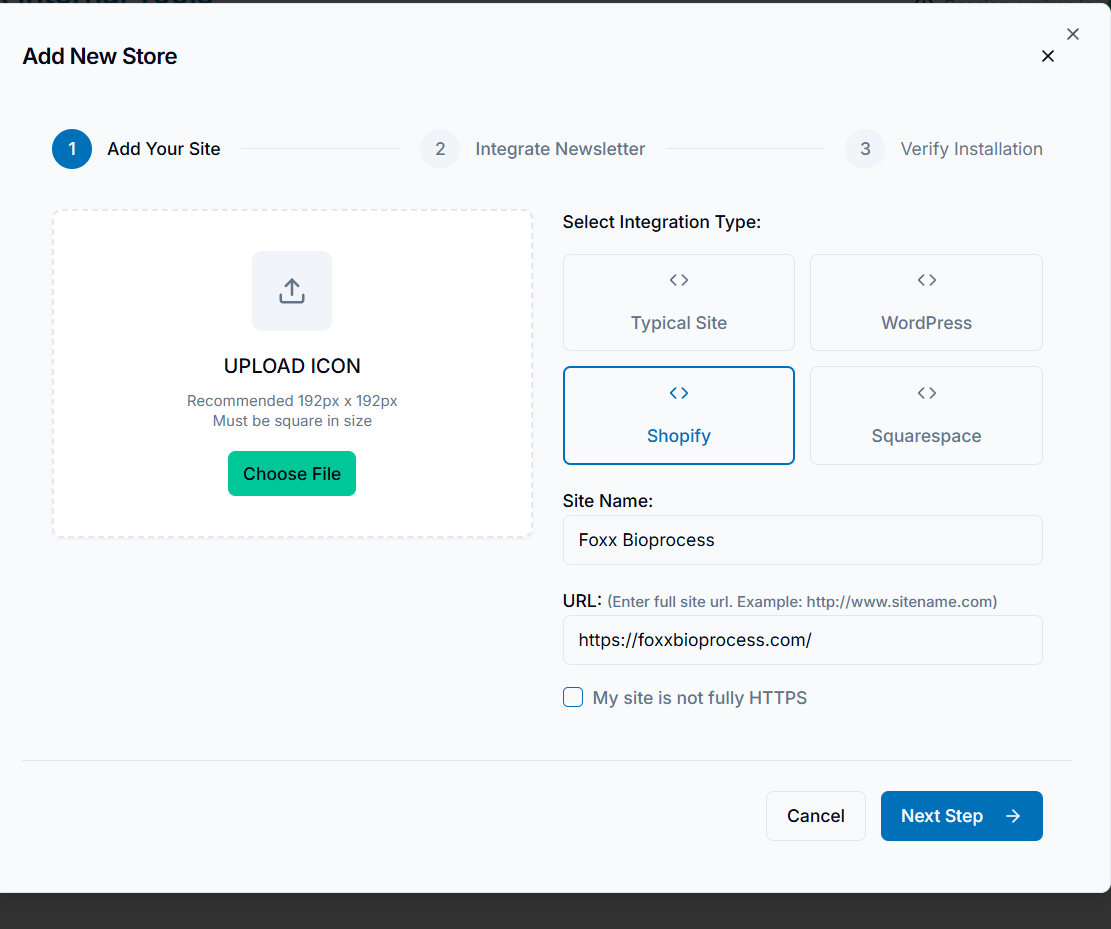 Internal Tools
Add New Store
1 Add Your Site 2 Integrate Newsletter 3 Verify Installation
UPLOAD ICON
Recommended 192px x 192px
Must be square in size
Choose File
Select Integration Type:
Typical Site
WordPress
Shopify
Squarespace
Site Name:
Foxx Bioprocess
URL: (Enter full site url. Example: http://www.sitename.com)
https://foxxbioprocess.com/
My site is not fully HTTPS
Cancel
Next Step